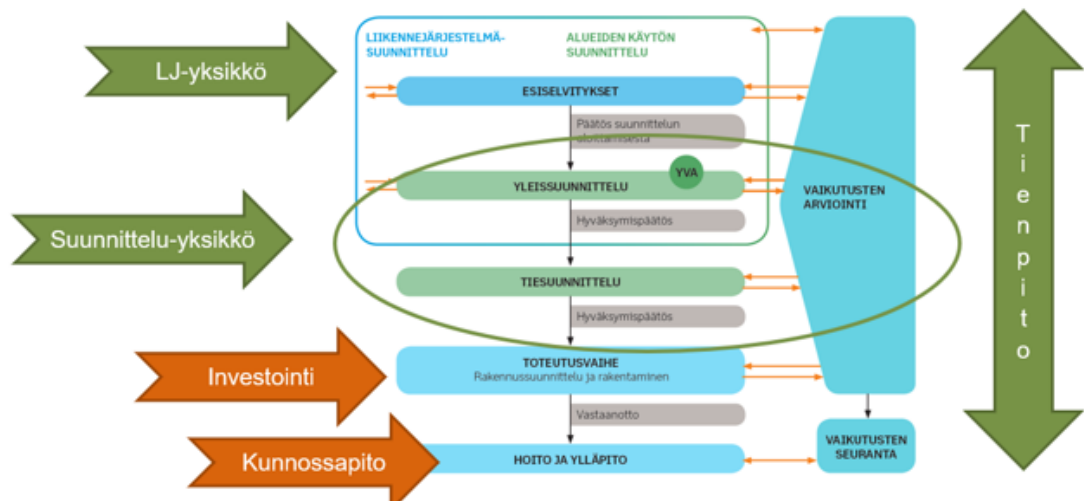 LIIKENNEJÄRJESTELMÄ-
SUUNNITTELU
ALUEIDEN KÄYTÖN
SUUNNITTELU
LJ-yksikkö
ESISELVITYKSET
Päätös suunnittelun
aloittamisesta
YVA
YLEISSUUNNITTELU
VAIKUTUSTEN
ARVIOINTI
Hyväksymispäätös
Suunnittelu-yksikkö
TIESUUNNITTELU
Hyväksymispäätös
Investointi
TOTEUTUSVAIHE
Rakennussuunnittelu ja rakentaminen
Vastaanotto
Kunnossapito
HOITO JA YLLÄPITO
VAIKUTUSTEN
SEURANTA
Tienpito